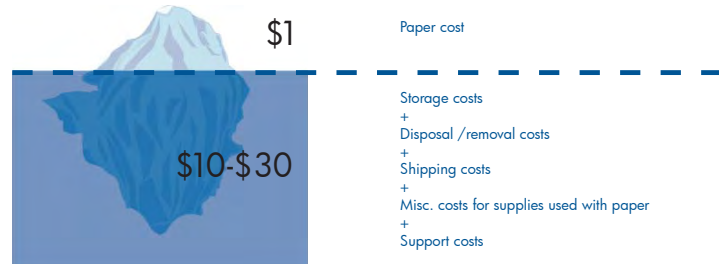 $1
Paper cost
$10-$30
Storage costs
+
Disposal /removal costs
+
Shipping costs
+
Misc. costs for supplies used with paper
+
Support costs